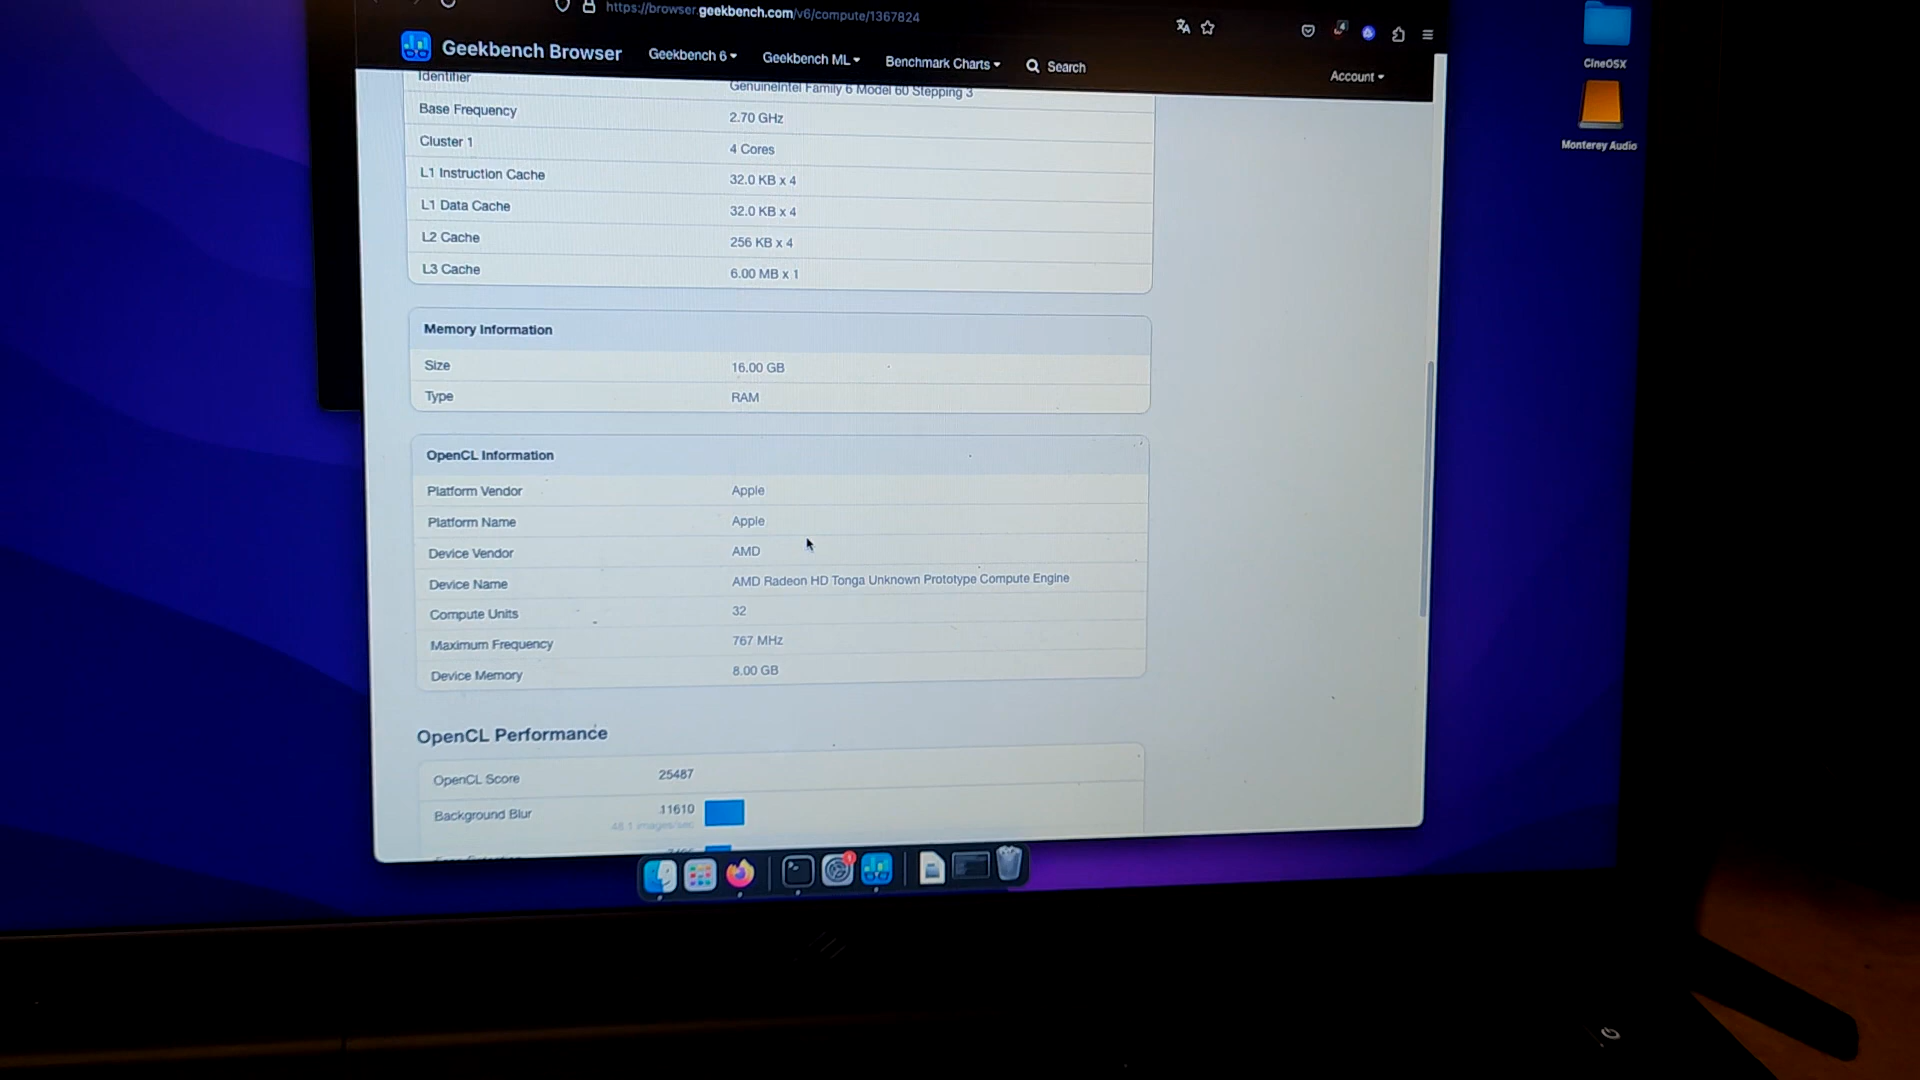 https://browser.geekbench.com/v6/compute/1367824
Geekbench Browser
Geekbench 6
Geekbench ML
Benchmark Charts
Search
Account
Identifier
GenuineIntel Family 6 Model 60 Stepping 3
Base Frequency
2.70 GHz
Cluster 1
4 Cores
L1 Instruction Cache
32.0 KB x 4
L1 Data Cache
32.0 KB x 4
L2 Cache
256 KB x 4
L3 Cache
6.00 MB x 1
Memory Information
Size
16.00 GB
Type
RAM
OpenCL Information
Platform Vendor
Apple
Platform Name
Apple
Device Vendor
AMD
Device Name
AMD Radeon HD Tonga Unknown Prototype Compute Engine
Compute Units
32
Maximum Frequency
767 MHz
Device Memory
8.00 GB
OpenCL Performance
OpenCL Score
25487
Background Blur
11610
48.1 images/sec
CineOSX
Monterey Audio